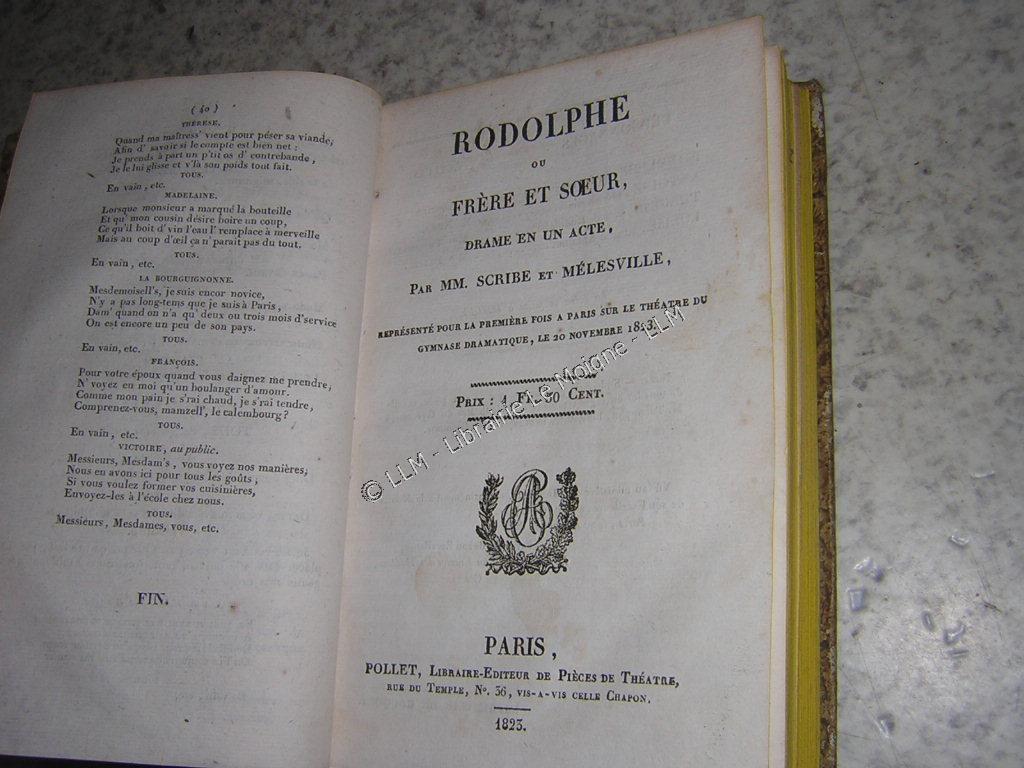 ( 40 )
THÉRÈSE.
Quand ma maîtress' vient pour péser sa viande,
Afin d' savoir si le compte est bien net :
Je prends à part un p'tit os d' contrebande,
Je le lui glisse et v'là son poids tout fait.
TOUS.
En vain, etc.
MADELAINE.
Lorsque monsieur a marqué la bouteille
Et qu' mon cousin désire boire un coup,
Ce qu'il boit d' vin l'eau l' remplace à merveille
Mais au coup d'œil ça n' paraît pas du tout.
TOUS.
En vain, etc.
LA BOURGUIGNONNE.
Mesdemoisell's, je suis encor novice,
N'y a pas long-tems que je suis à Paris,
Dam' quand on n'a qu' deux ou trois mois d'service
On est encore un peu de son pays.
TOUS.
En vain, etc.
FRANÇOIS.
Pour votre époux quand vous daignez me prendre,
N' voyez en moi qu'un boulanger d'amour.
Comme mon pain je s'rai chaud, je s'rai tendre,
Comprenez-vous, mamzell', le calembourg ?
TOUS.
En vain, etc.
VICTOIRE, au public.
Messieurs, Mesdam's, vous voyez nos manières,
Nous en avons ici pour tous les goûts ;
Si vous voulez former vos cuisinières,
Envoyez-les à l'école chez nous.
TOUS.
Messieurs, Mesdames, vous, etc.
FIN.
RODOLPHE
OU
FRÈRE ET SŒUR,
DRAME EN UN ACTE,
PAR MM. SCRIBE ET MÉLESVILLE,
REPRÉSENTÉ POUR LA PREMIÈRE FOIS A PARIS SUR LE THÉATRE DU
GYMNASE DRAMATIQUE, LE 20 NOVEMBRE 1823.
PRIX : 1 FR. 50 CENT.
PARIS,
POLLET, LIBRAIRE-EDITEUR DE PIÈCES DE THÉATRE,
RUE DU TEMPLE, N°. 36, VIS-A-VIS CELLE CHAPON.
1823.
© LLM - Librairie Le Moigne - LLM